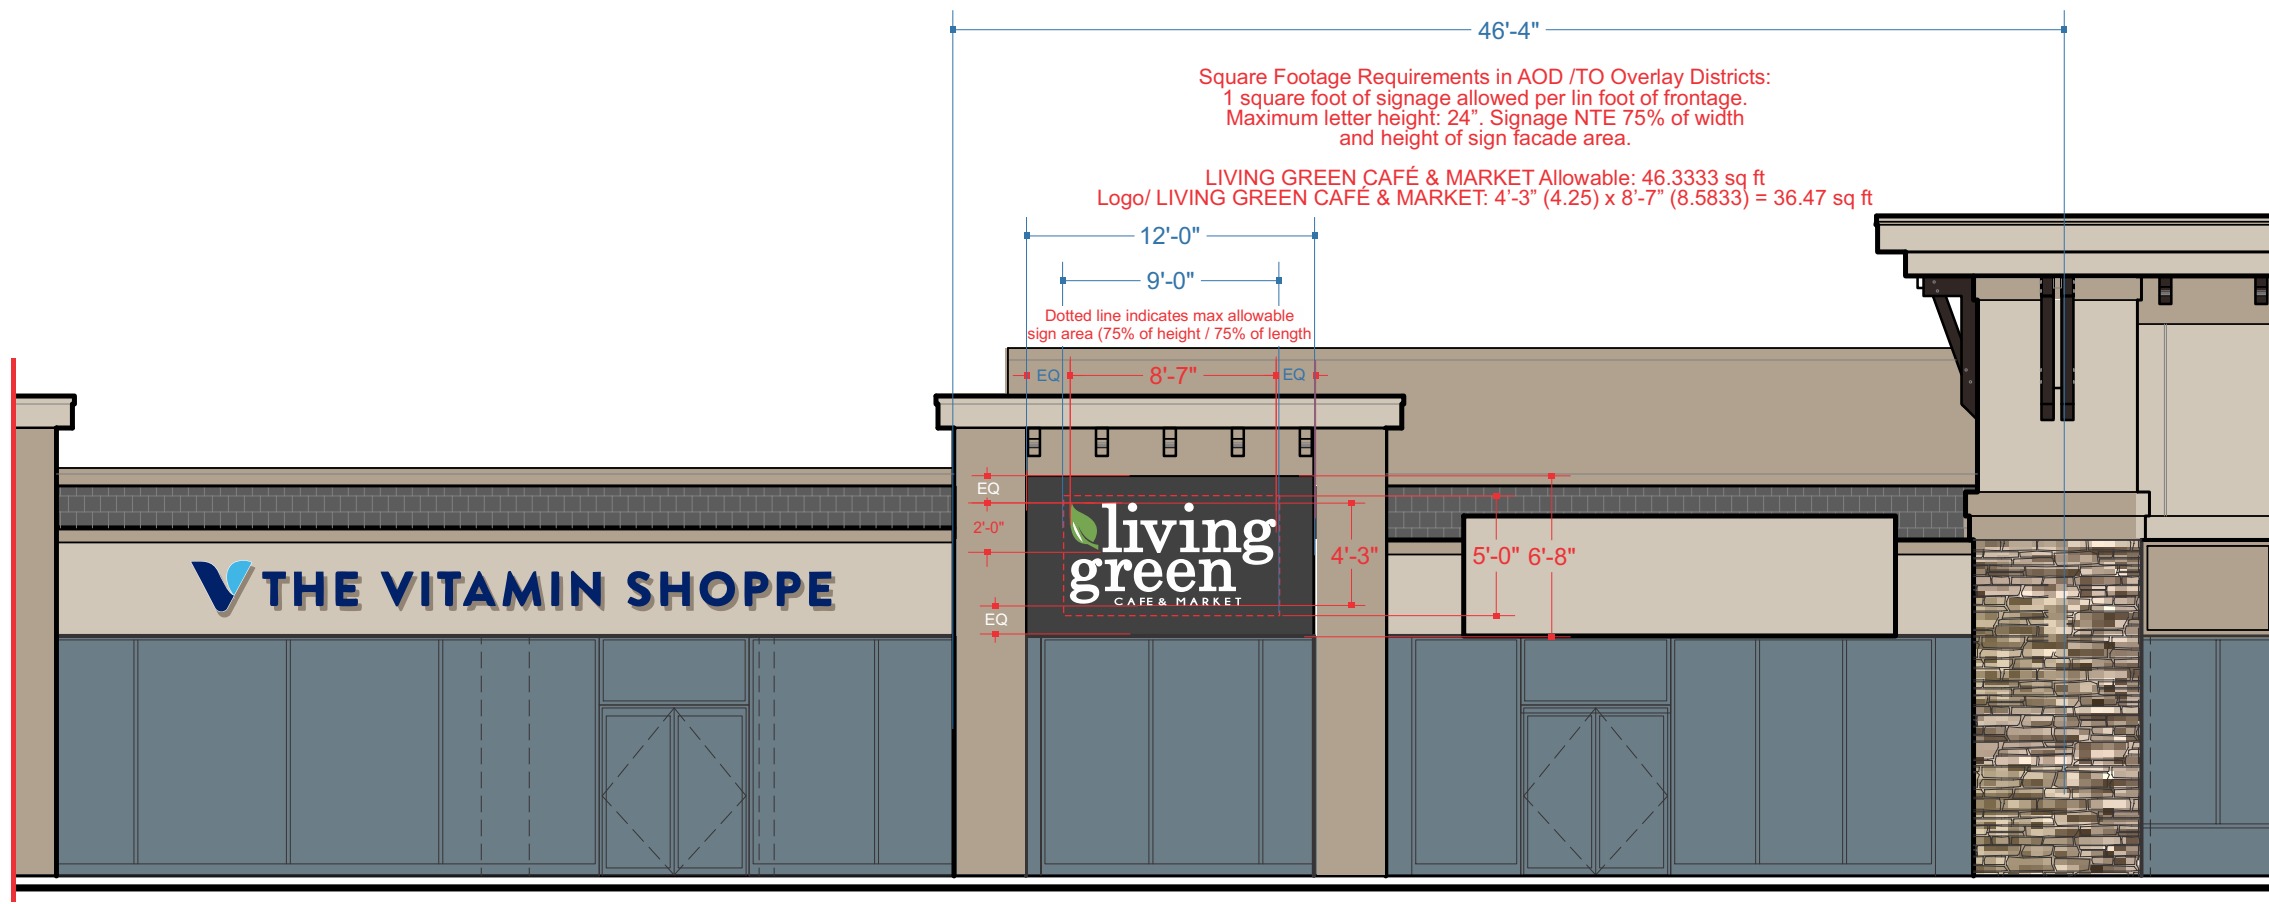 46'-4"
Square Footage Requirements in AOD /TO Overlay Districts:
1 square foot of signage allowed per lin foot of frontage.
Maximum letter height: 24”. Signage NTE 75% of width
and height of sign facade area.
LIVING GREEN CAFÉ & MARKET Allowable: 46.3333 sq ft
Logo/ LIVING GREEN CAFÉ & MARKET: 4’-3” (4.25) x 8’-7” (8.5833) = 36.47 sq ft
12'-0"
9'-0"
Dotted line indicates max allowable
sign area (75% of height / 75% of length
EQ
8'-7"
EQ
EQ
2'-0"
EQ
living
green
CAFE & MARKET
4'-3"
5'-0"
6'-8"
THE VITAMIN SHOPPE